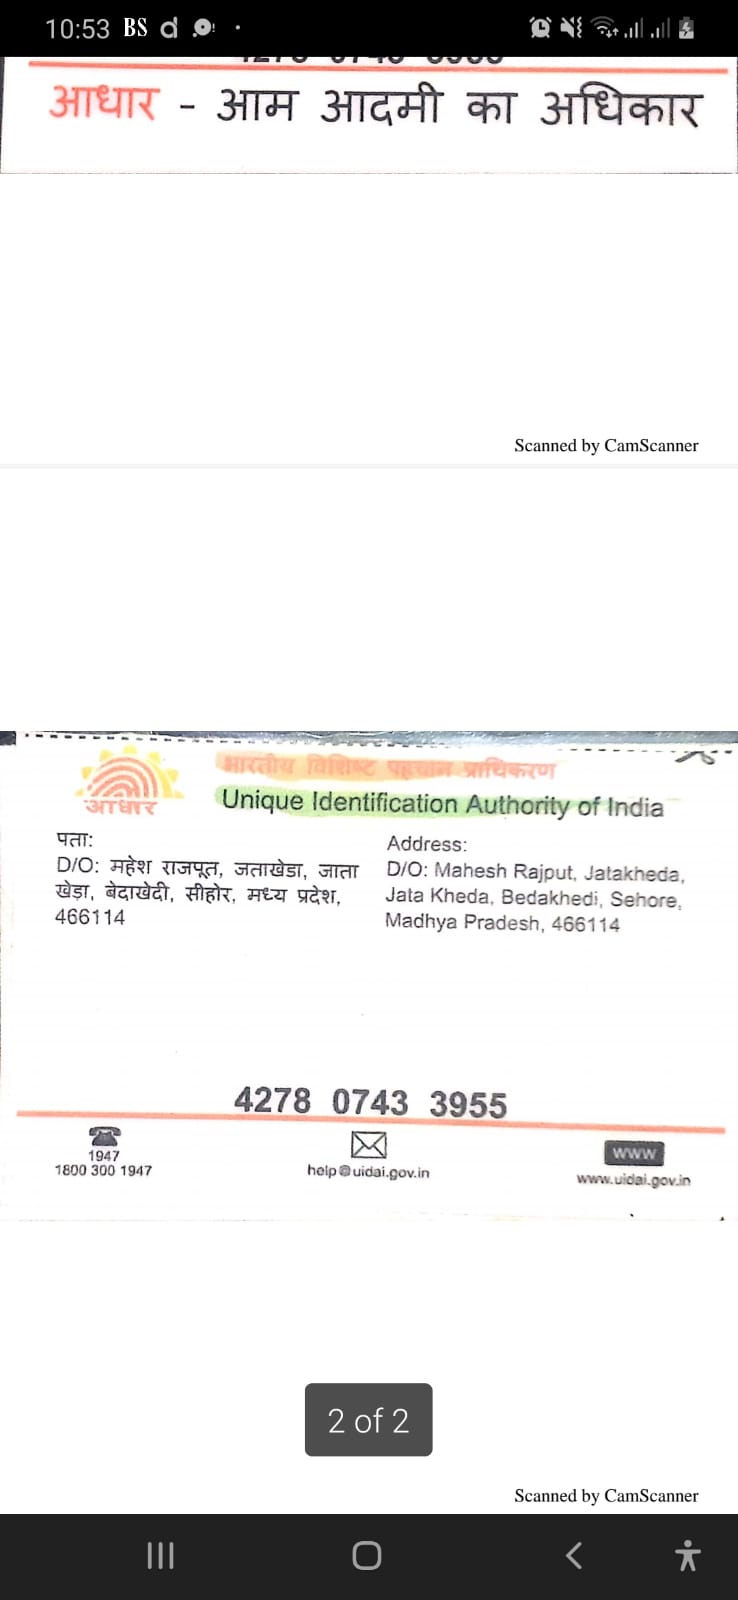 10:53 BS d
आधार - आम आदमी का अधिकार
Scanned by CamScanner
भारतीय विशिष्ट पहचान प्राधिकरण
Unique Identification Authority of India
आधार
पता:
D/O: महेश राजपूत, जताखेडा, जाता
खेड़ा, बेदाखेदी, सीहोर, मध्य प्रदेश,
466114
Address:
D/O: Mahesh Rajput, Jatakheda,
Jata Kheda, Bedakhedi, Sehore,
Madhya Pradesh, 466114
4278 0743 3955
1947
1800 300 1947
help@uidai.gov.in
www
www.uidai.gov.in
2 of 2
Scanned by CamScanner